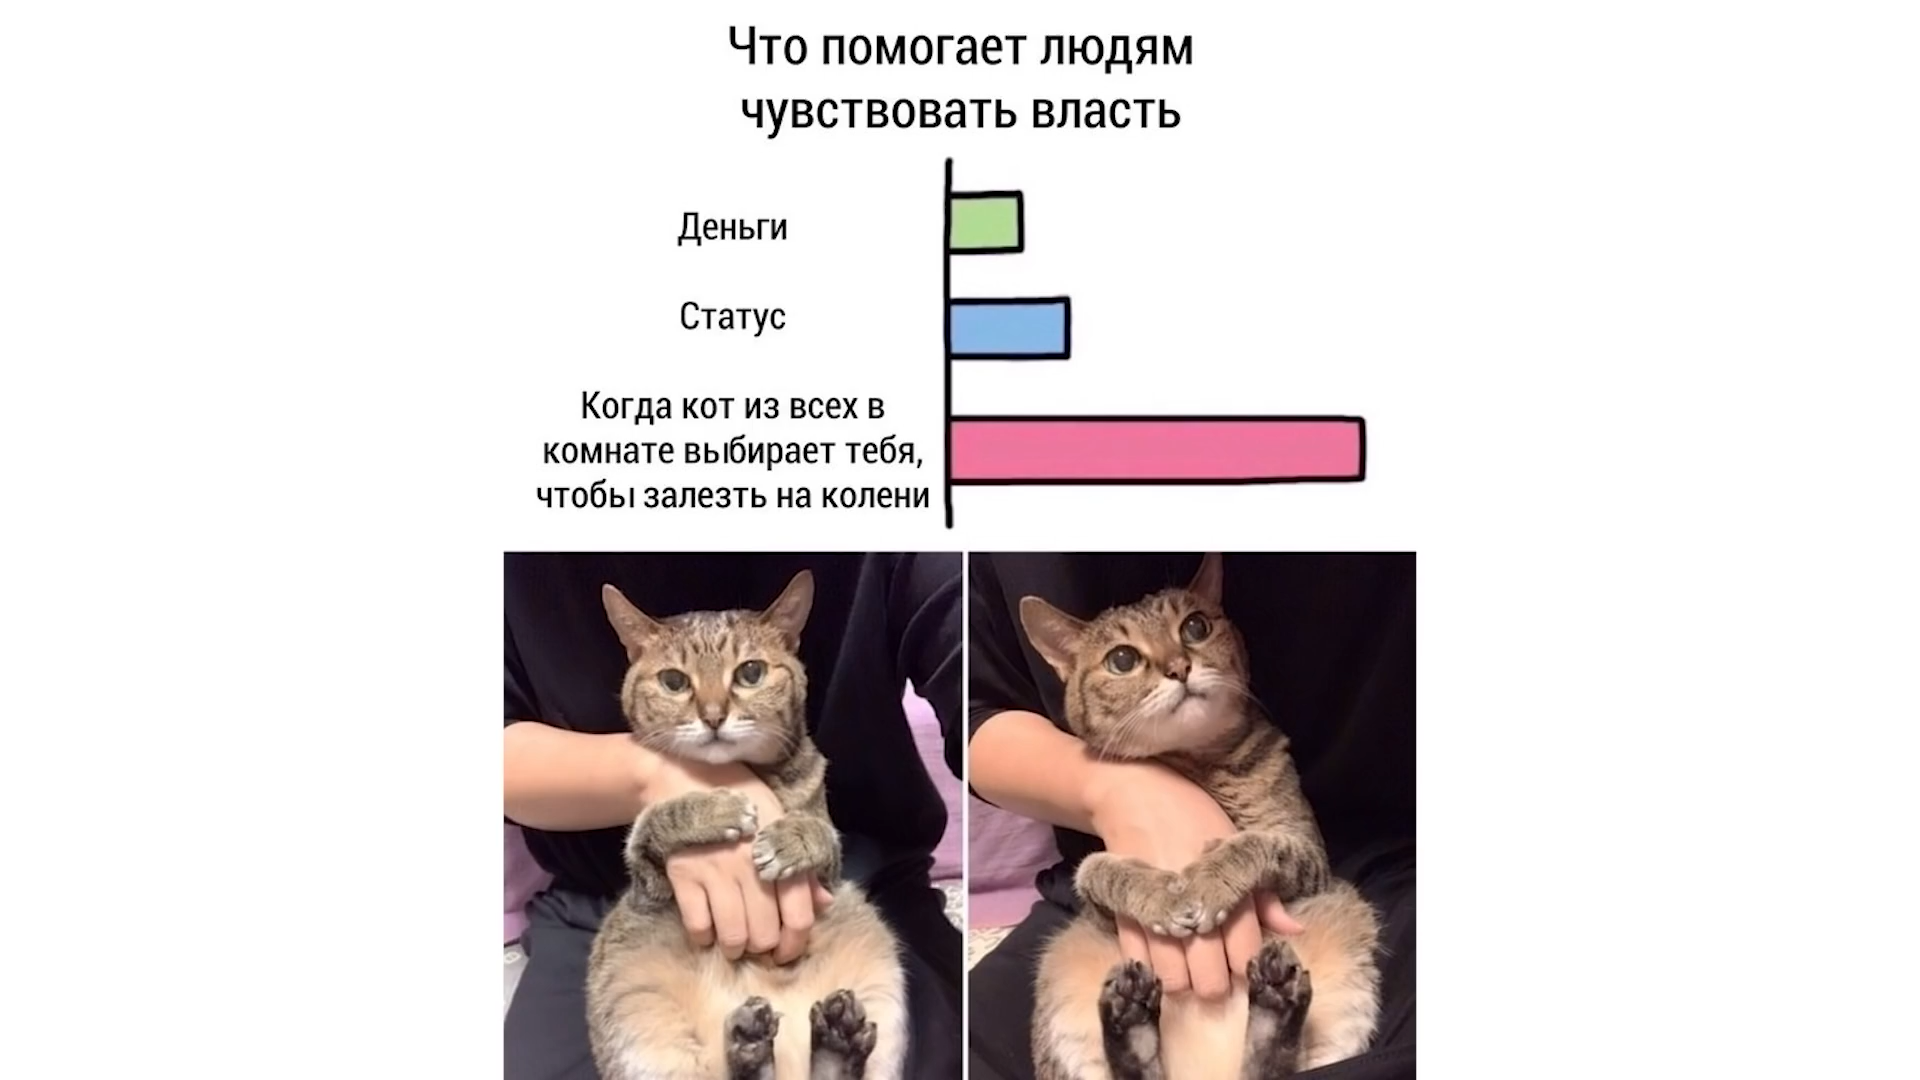 Что помогает людям
чувствовать власть
Деньги
Статус
Когда кот из всех в
комнате выбирает тебя,
чтобы залезть на колени